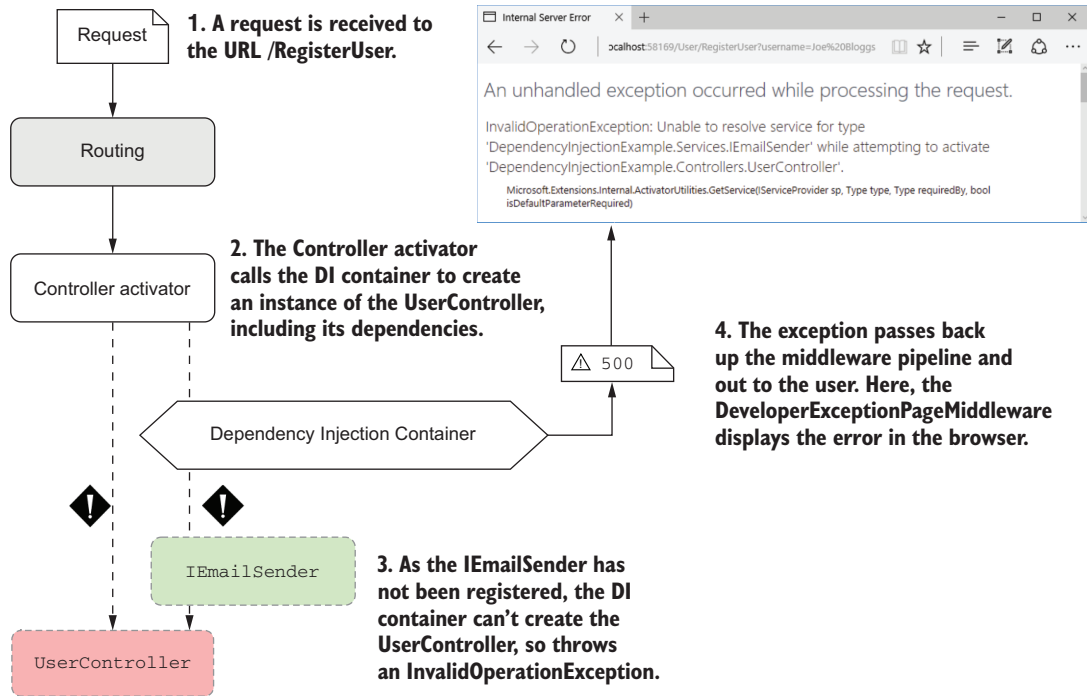 Request
1. A request is received to
the URL /RegisterUser.
Internal Server Error
ocalhost:58169/User/RegisterUser?username=Joe%20Bloggs
An unhandled exception occurred while processing the request.
InvalidOperationException: Unable to resolve service for type
'DependencyInjectionExample.Services.IEmailSender' while attempting to activate
'DependencyInjectionExample.Controllers.UserController'.
Microsoft.Extensions.Internal.ActivatorUtilities.GetService(IServiceProvider sp, Type type, Type requiredBy, bool
isDefaultParameterRequired)
Routing
2. The Controller activator
calls the DI container to create
an instance of the UserController,
including its dependencies.
Controller activator
500
4. The exception passes back
up the middleware pipeline and
out to the user. Here, the
DeveloperExceptionPageMiddleware
displays the error in the browser.
Dependency Injection Container
!
!
IEmailSender
3. As the IEmailSender has
not been registered, the DI
container can't create the
UserController, so throws
an InvalidOperationException.
UserController